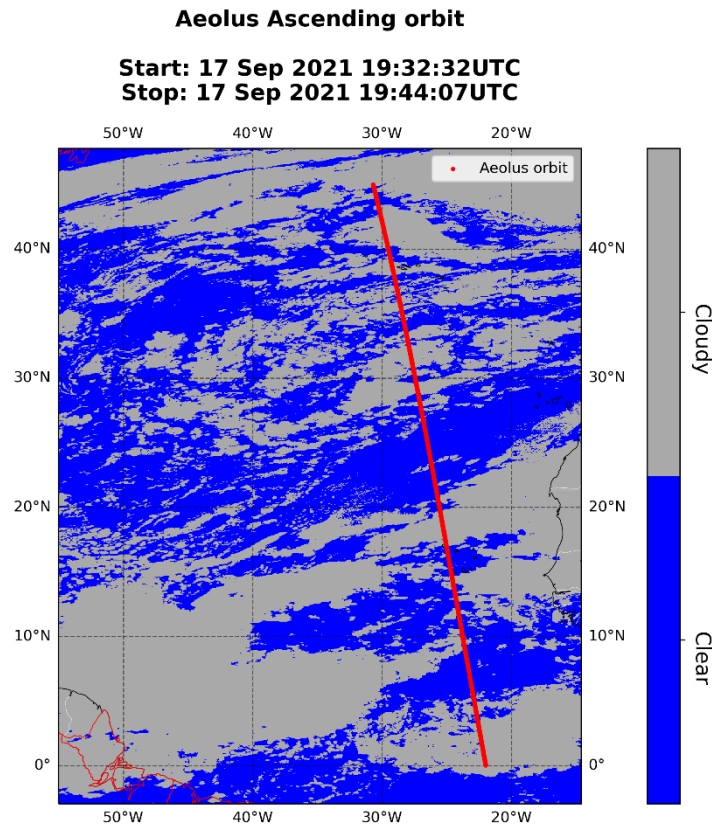 Aeolus Ascending orbit
Start: 17 Sep 2021 19:32:32UTC
Stop: 17 Sep 2021 19:44:07UTC
50°W 40°W 30°W 20°W
Aeolus orbit
40°N 40°N
30°N 30°N
20°N 20°N
10°N 10°N
0° 0°
50°W 40°W 30°W 20°W
Cloudy
Clear